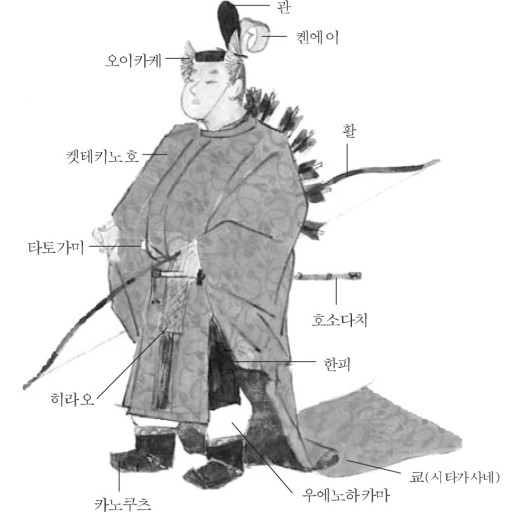 관
켄에이
오이카케
활
켓테키노호
타토가미
호소다치
한피
히라오
쿄(시타가사네)
우에노하카마
카노쿠츠